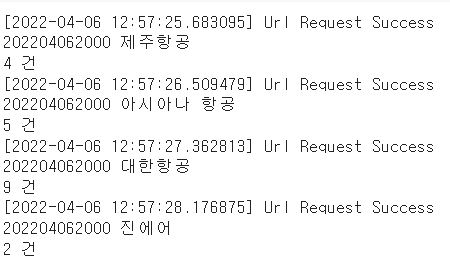 [2022-04-06 12:57:25.683095] Url Request Success
202204062000 제주항공
4 건
[2022-04-06 12:57:26.509479] Url Request Success
202204062000 아시아나 항공
5 건
[2022-04-06 12:57:27.362813] Url Request Success
202204062000 대한항공
9 건
[2022-04-06 12:57:28.176875] Url Request Success
202204062000 진에어
2 건